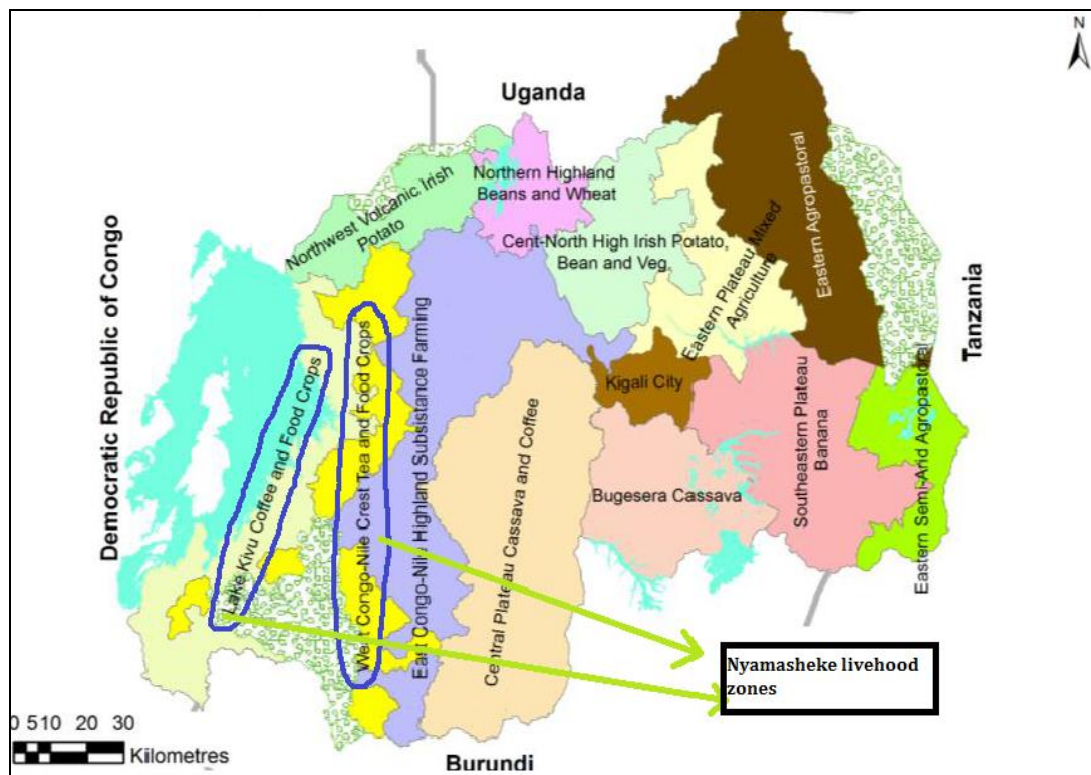 N
Uganda
Northern Highland
Beans and Wheat
Northwest Volcanic Irish
Potato
Cent-North High Irish Potato,
Bean and Veg.
Eastern Plateau Mixed
Agriculture
Eastern Agropastoral
Democratic Republic of Congo
Tanzania
Lake Kivu Coffee and Food Crops
West Congo-Nile Crest Tea and Food Crops
East Congo-Nile Highland Subsistance Farming
Central Plateau Cassava and Coffee
Kigali City
Bugesera Cassava
Southeastern Plateau
Banana
Eastern Semi-Arid Agropastoral
Nyamasheke livehood
zones
0 510 20 30
Kilometres
Burundi